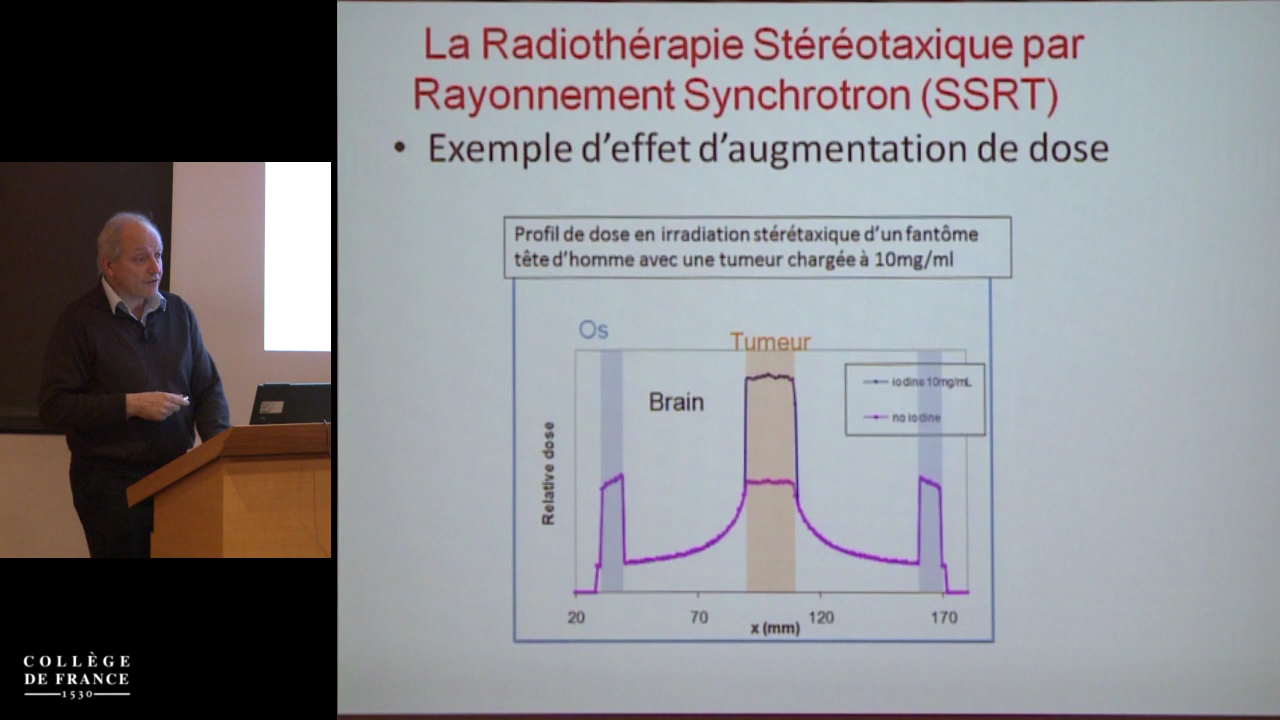 La Radiothérapie Stéréotaxique par
Rayonnement Synchrotron (SSRT)
• Exemple d'effet d'augmentation de dose
Profil de dose en irradiation stérétaxique d'un fantôme
tête d'homme avec une tumeur chargée à 10mg/ml
Os
Tumeur
Brain
iodine 10mg/mL
no iodine
Relative dose
20 70 120 170
x (mm)
COLLÈGE
DE FRANCE
1530